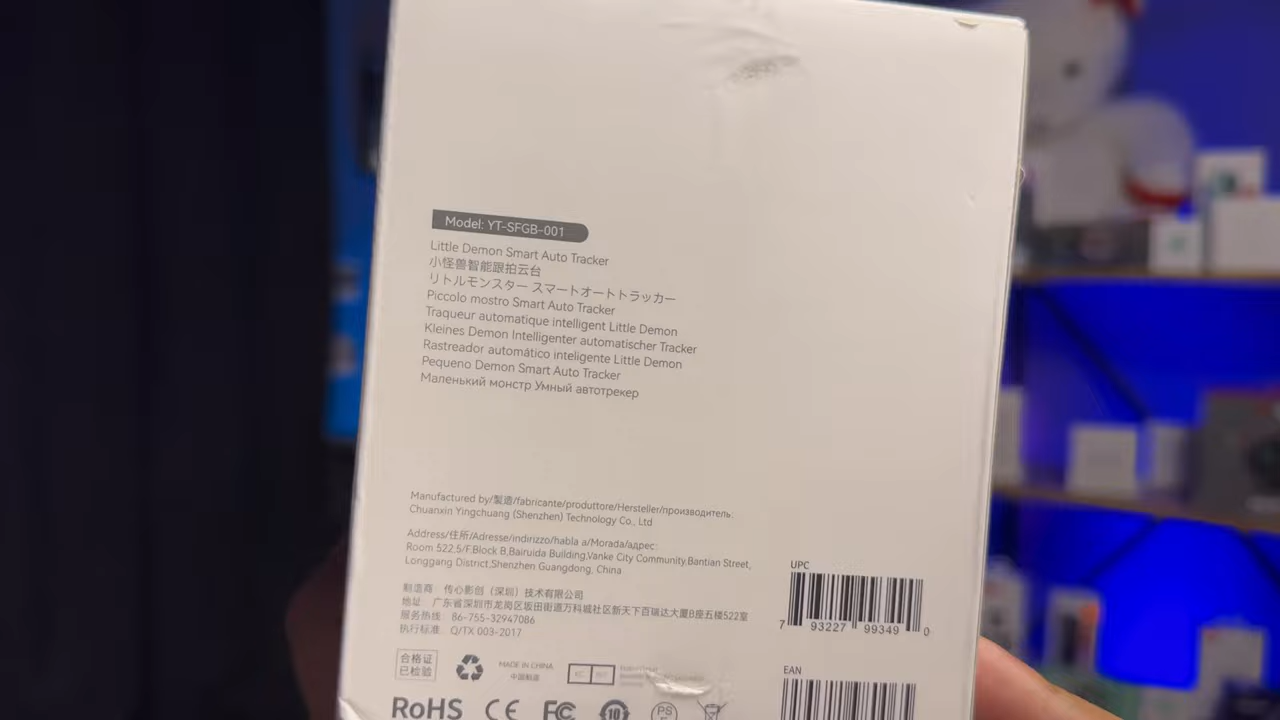 Model: YT-SFGB-001
Little Demon Smart Auto Tracker
小怪兽智能跟拍云台
リトルモンスター スマートオートトラッカー
Piccolo mostro Smart Auto Tracker
Traqueur automatique intelligent Little Demon
Kleines Demon Intelligenter automatischer Tracker
Rastreador automático inteligente Little Demon
Pequeno Demon Smart Auto Tracker
Маленький монстр Умный автотрекер
Manufactured by/製造/fabricante/produttore/Hersteller/производитель:
Chuanxin Yingchuang (Shenzhen) Technology Co., Ltd
Address/住所/Adresse/indirizzo/habla a/Morada/адрес:
Room 522,5/F,Block B,Bairuida Building,Vanke City Community,Bantian Street,
Longgang District,Shenzhen Guangdong, China
制造商: 传心影创（深圳）技术有限公司
地址: 广东省深圳市龙岗区坂田街道万科城社区新天下百瑞达大厦B座五楼522室
服务热线: 86-755-32947086
执行标准: Q/TX 003-2017
UPC
7 93227 99349 0
EAN
合格证
已检验
MADE IN CHINA
中国制造
RoHS CE FC 10 PS